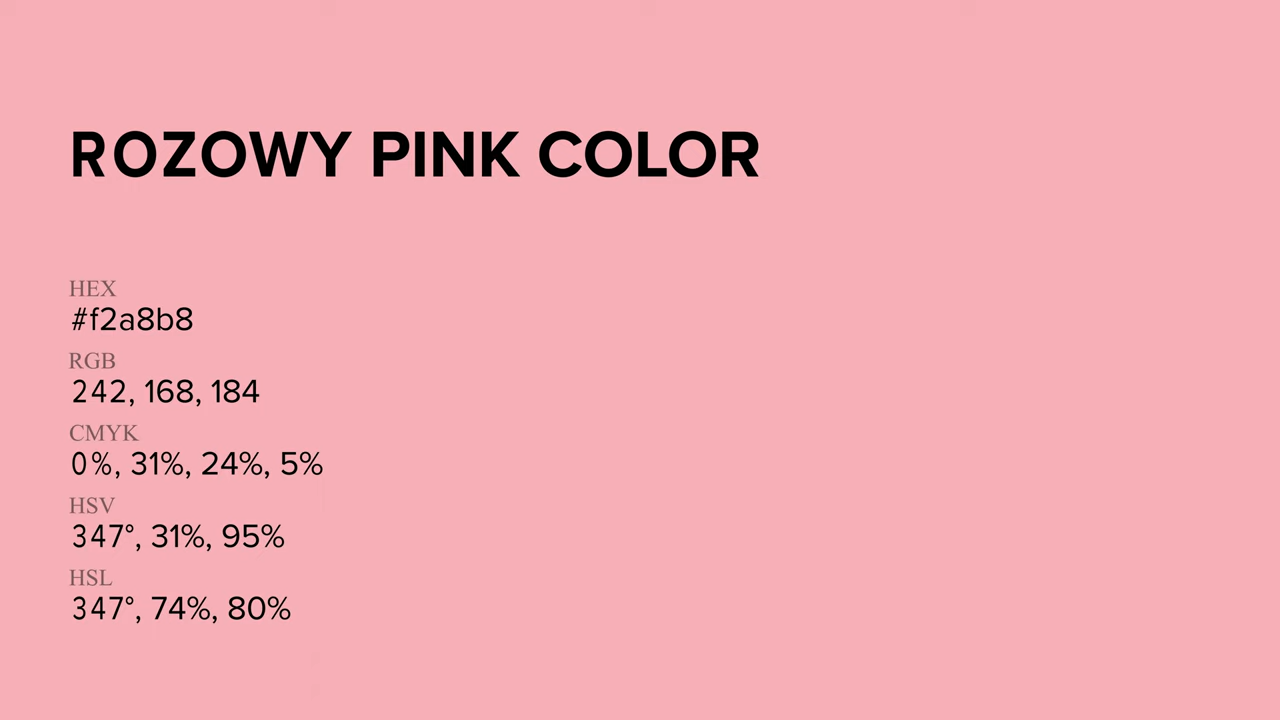 ROZOWY PINK COLOR
HEX
#f2a8b8
RGB
242, 168, 184
CMYK
0%, 31%, 24%, 5%
HSV
347°, 31%, 95%
HSL
347°, 74%, 80%